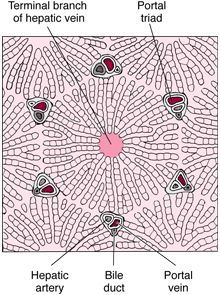 Terminal branch
of hepatic vein
Portal
triad
Hepatic
artery
Bile
duct
Portal
vein